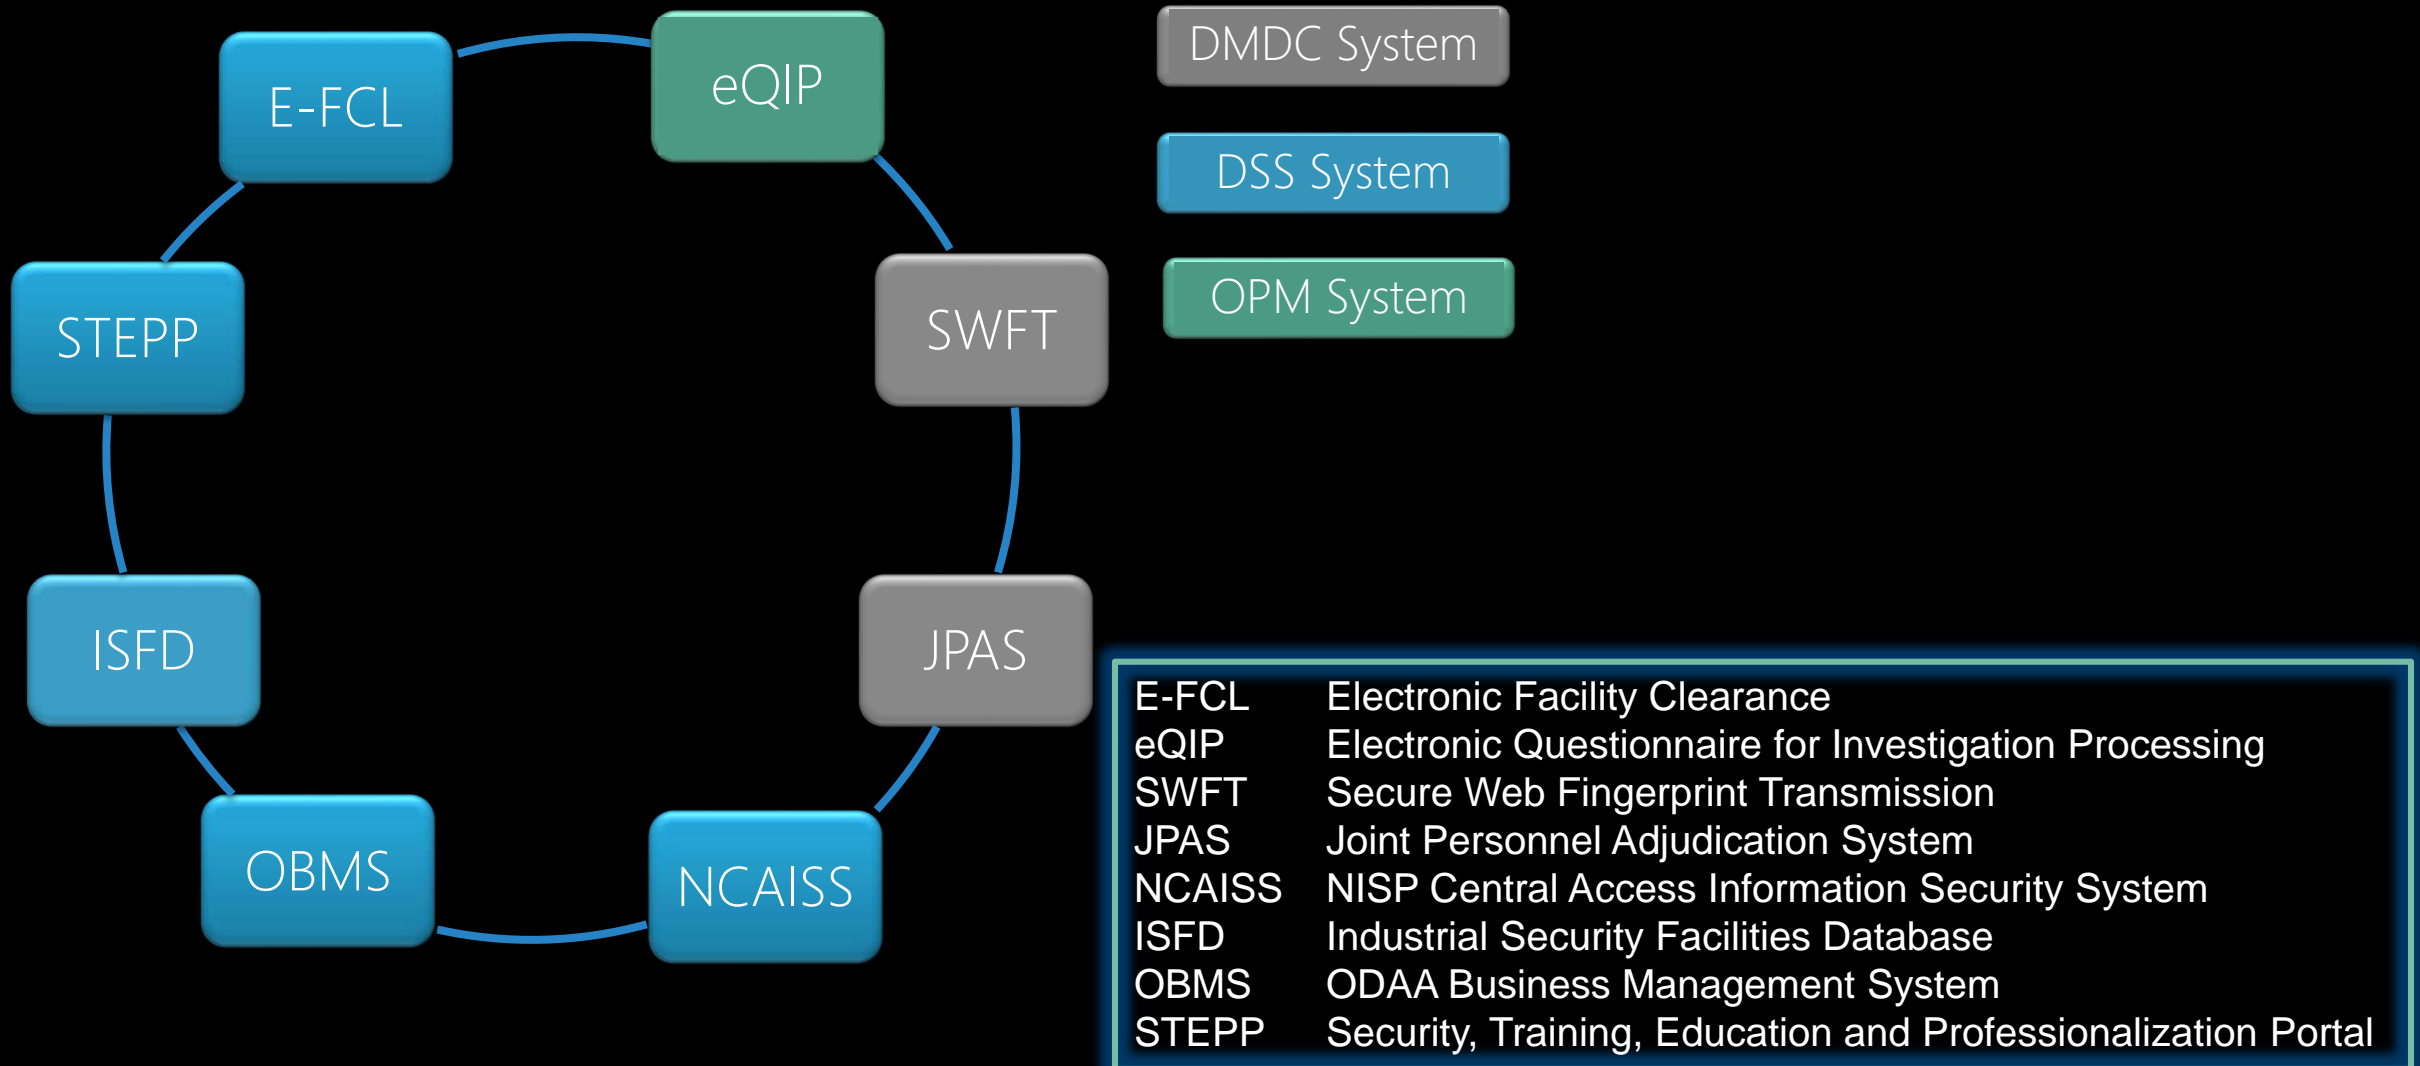 E-FCL
eQIP
SWFT
JPAS
NCAISS
OBMS
ISFD
STEPP
DMDC System
DSS System
OPM System
E-FCL Electronic Facility Clearance
eQIP Electronic Questionnaire for Investigation Processing
SWFT Secure Web Fingerprint Transmission
JPAS Joint Personnel Adjudication System
NCAISS NISP Central Access Information Security System
ISFD Industrial Security Facilities Database
OBMS ODAA Business Management System
STEPP Security, Training, Education and Professionalization Portal